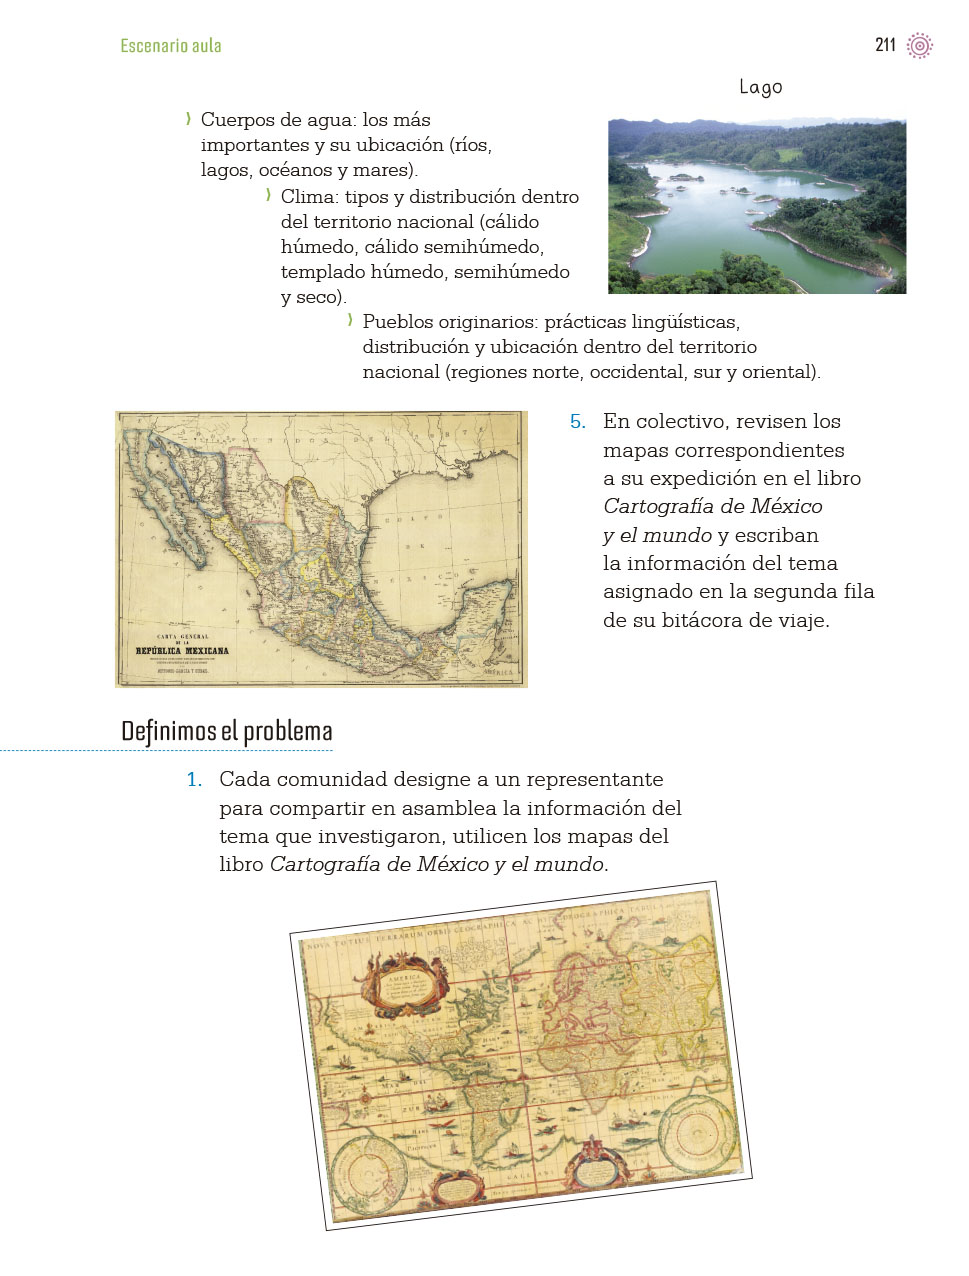 Escenario aula
211
Lago
Cuerpos de agua: los más
importantes y su ubicación (ríos,
lagos, océanos y mares).
Clima: tipos y distribución dentro
del territorio nacional (cálido
húmedo, cálido semihúmedo,
templado húmedo, semihúmedo
y seco).
Pueblos originarios: prácticas lingüísticas,
distribución y ubicación dentro del territorio
nacional (regiones norte, occidental, sur y oriental).
CARTA GENERAL
DE LA
REPÚBLICA MEXICANA
5. En colectivo, revisen los
mapas correspondientes
a su expedición en el libro
Cartografía de México
y el mundo y escriban
la información del tema
asignado en la segunda fila
de su bitácora de viaje.
Definimos el problema
1. Cada comunidad designe a un representante
para compartir en asamblea la información del
tema que investigaron, utilicen los mapas del
libro Cartografía de México y el mundo.
NOVA TOTIUS TERRARUM ORBIS GEOGRAPHICA AC
AMERICA
MAR DEL
ZUR